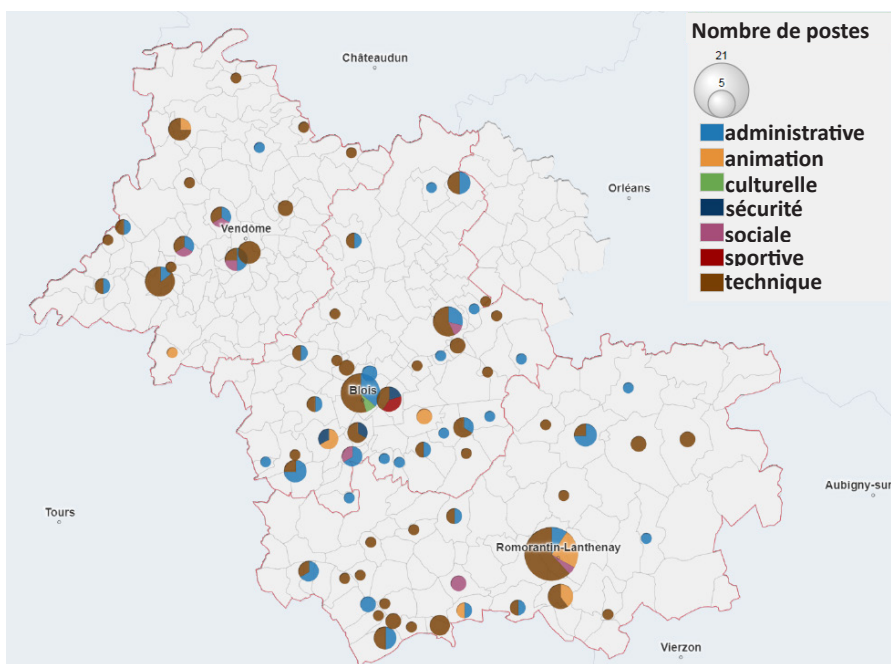 Nombre de postes
21
5
administrative
animation
culturelle
sécurité
sociale
sportive
technique
Châteaudun
Orléans
Vendôme
Blois
Tours
Aubigny-sur
Romorantin-Lanthenay
Vierzon